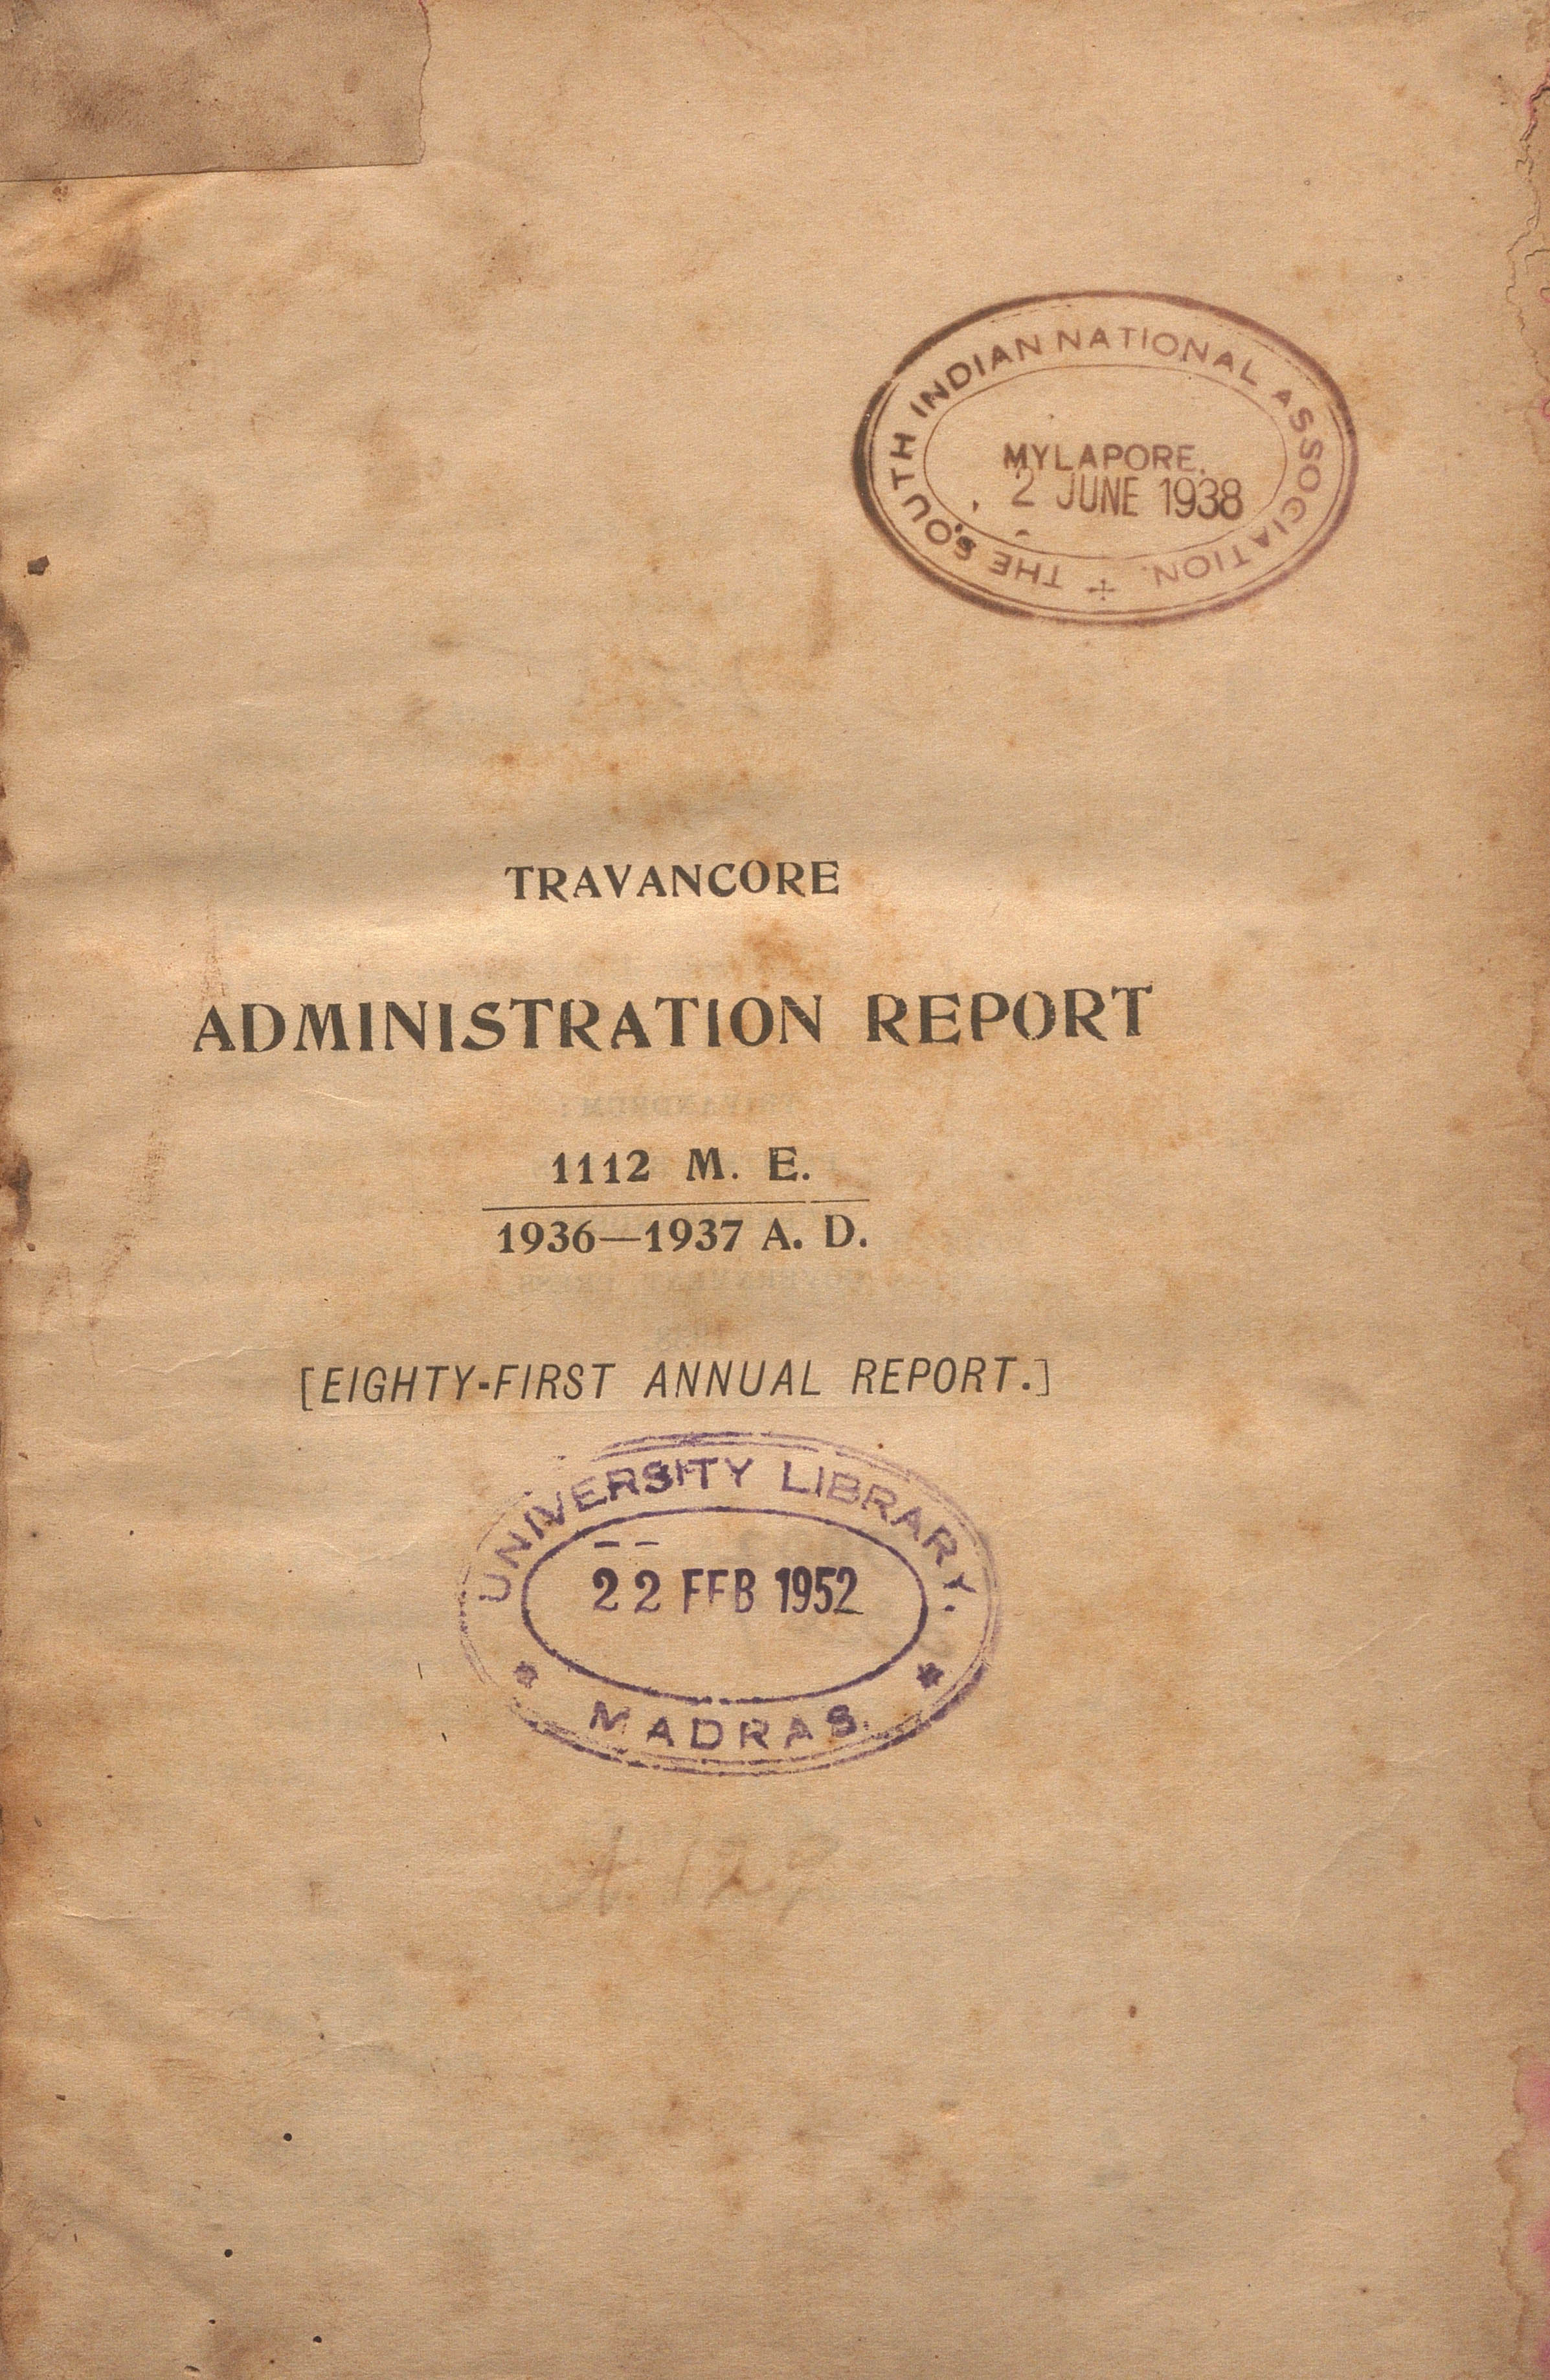 THE SOUTH INDIAN NATIONAL ASSOCIATION.
MYLAPORE.
2 JUNE 1938
TRAVANCORE
ADMINISTRATION REPORT
1112 M. E.
1936—1937 A. D.
[EIGHTY-FIRST ANNUAL REPORT.]
UNIVERSITY LIBRARY.
22 FEB 1952
MADRAS.
A. 129